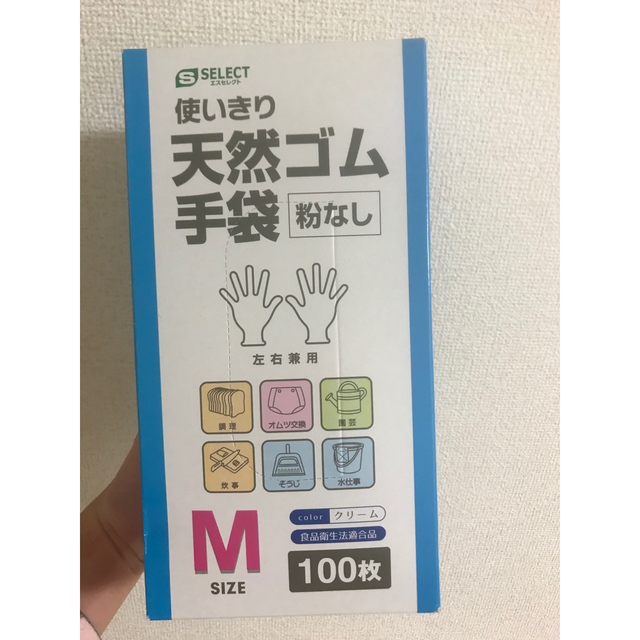 S SELECT
エスセレクト
使いきり
天然ゴム
手袋 粉なし
左右兼用
調理 オムツ交換 園芸
炊事 そうじ 水仕事
M
SIZE
color クリーム
食品衛生法適合品
100枚